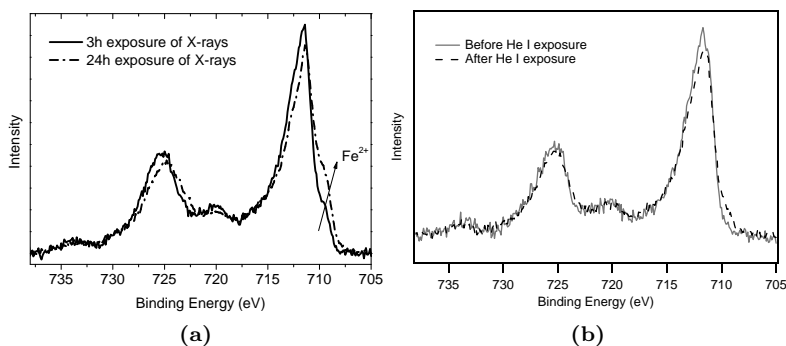 3h exposure of X-rays
24h exposure of X-rays
Intensity
Fe²⁺
735 730 725 720 715 710 705
Binding Energy (eV)
(a)
Before He I exposure
After He I exposure
Intensity
735 730 725 720 715 710 705
Binding Energy (eV)
(b)